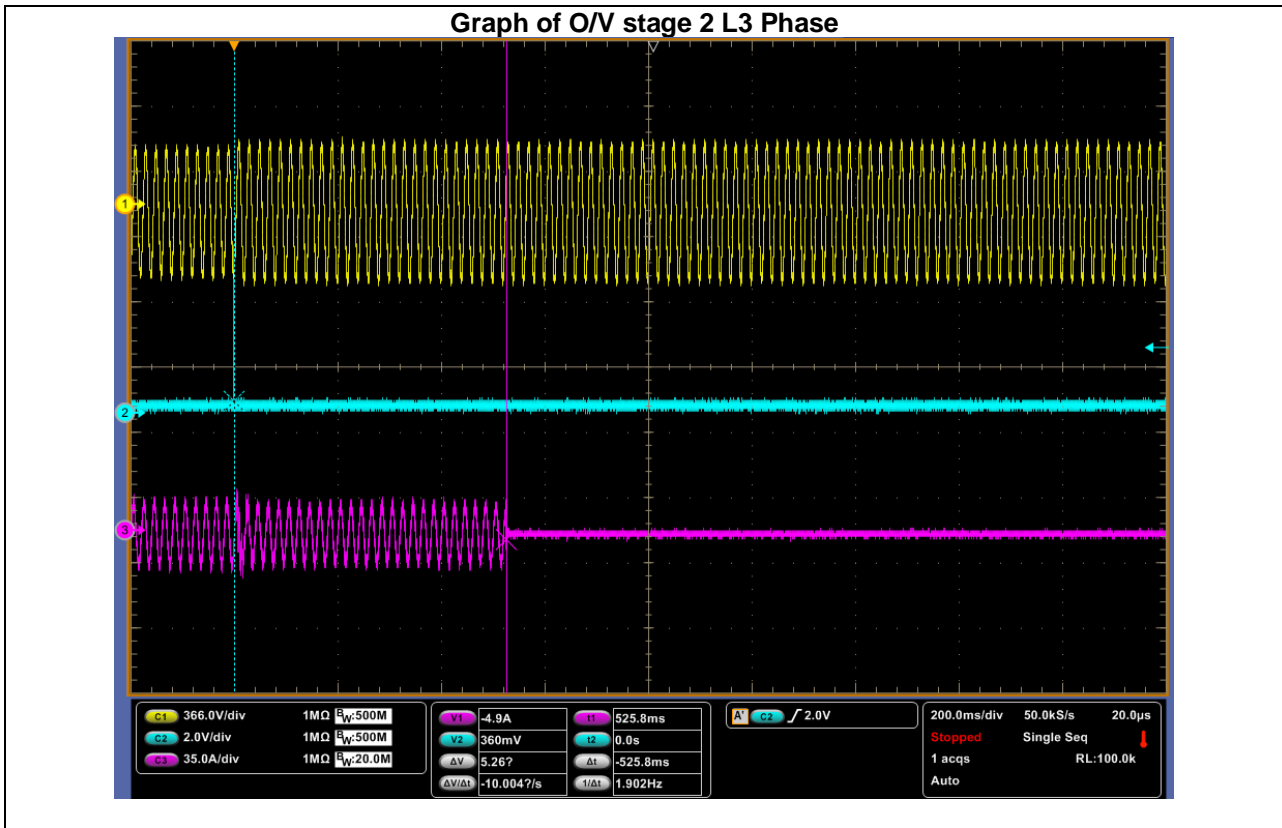 Graph of O/V stage 2 L3 Phase
1
2
3
C1 366.0V/div 1MΩ BW:500M
C2 2.0V/div 1MΩ BW:500M
C3 35.0A/div 1MΩ BW:20.0M
V1 -4.9A t1 525.8ms
V2 360mV t2 0.0s
ΔV 5.26? Δt -525.8ms
ΔV/Δt -10.004?/s 1/Δt 1.902Hz
A' C2 2.0V
200.0ms/div 50.0kS/s 20.0µs
Stopped Single Seq
1 acqs RL:100.0k
Auto